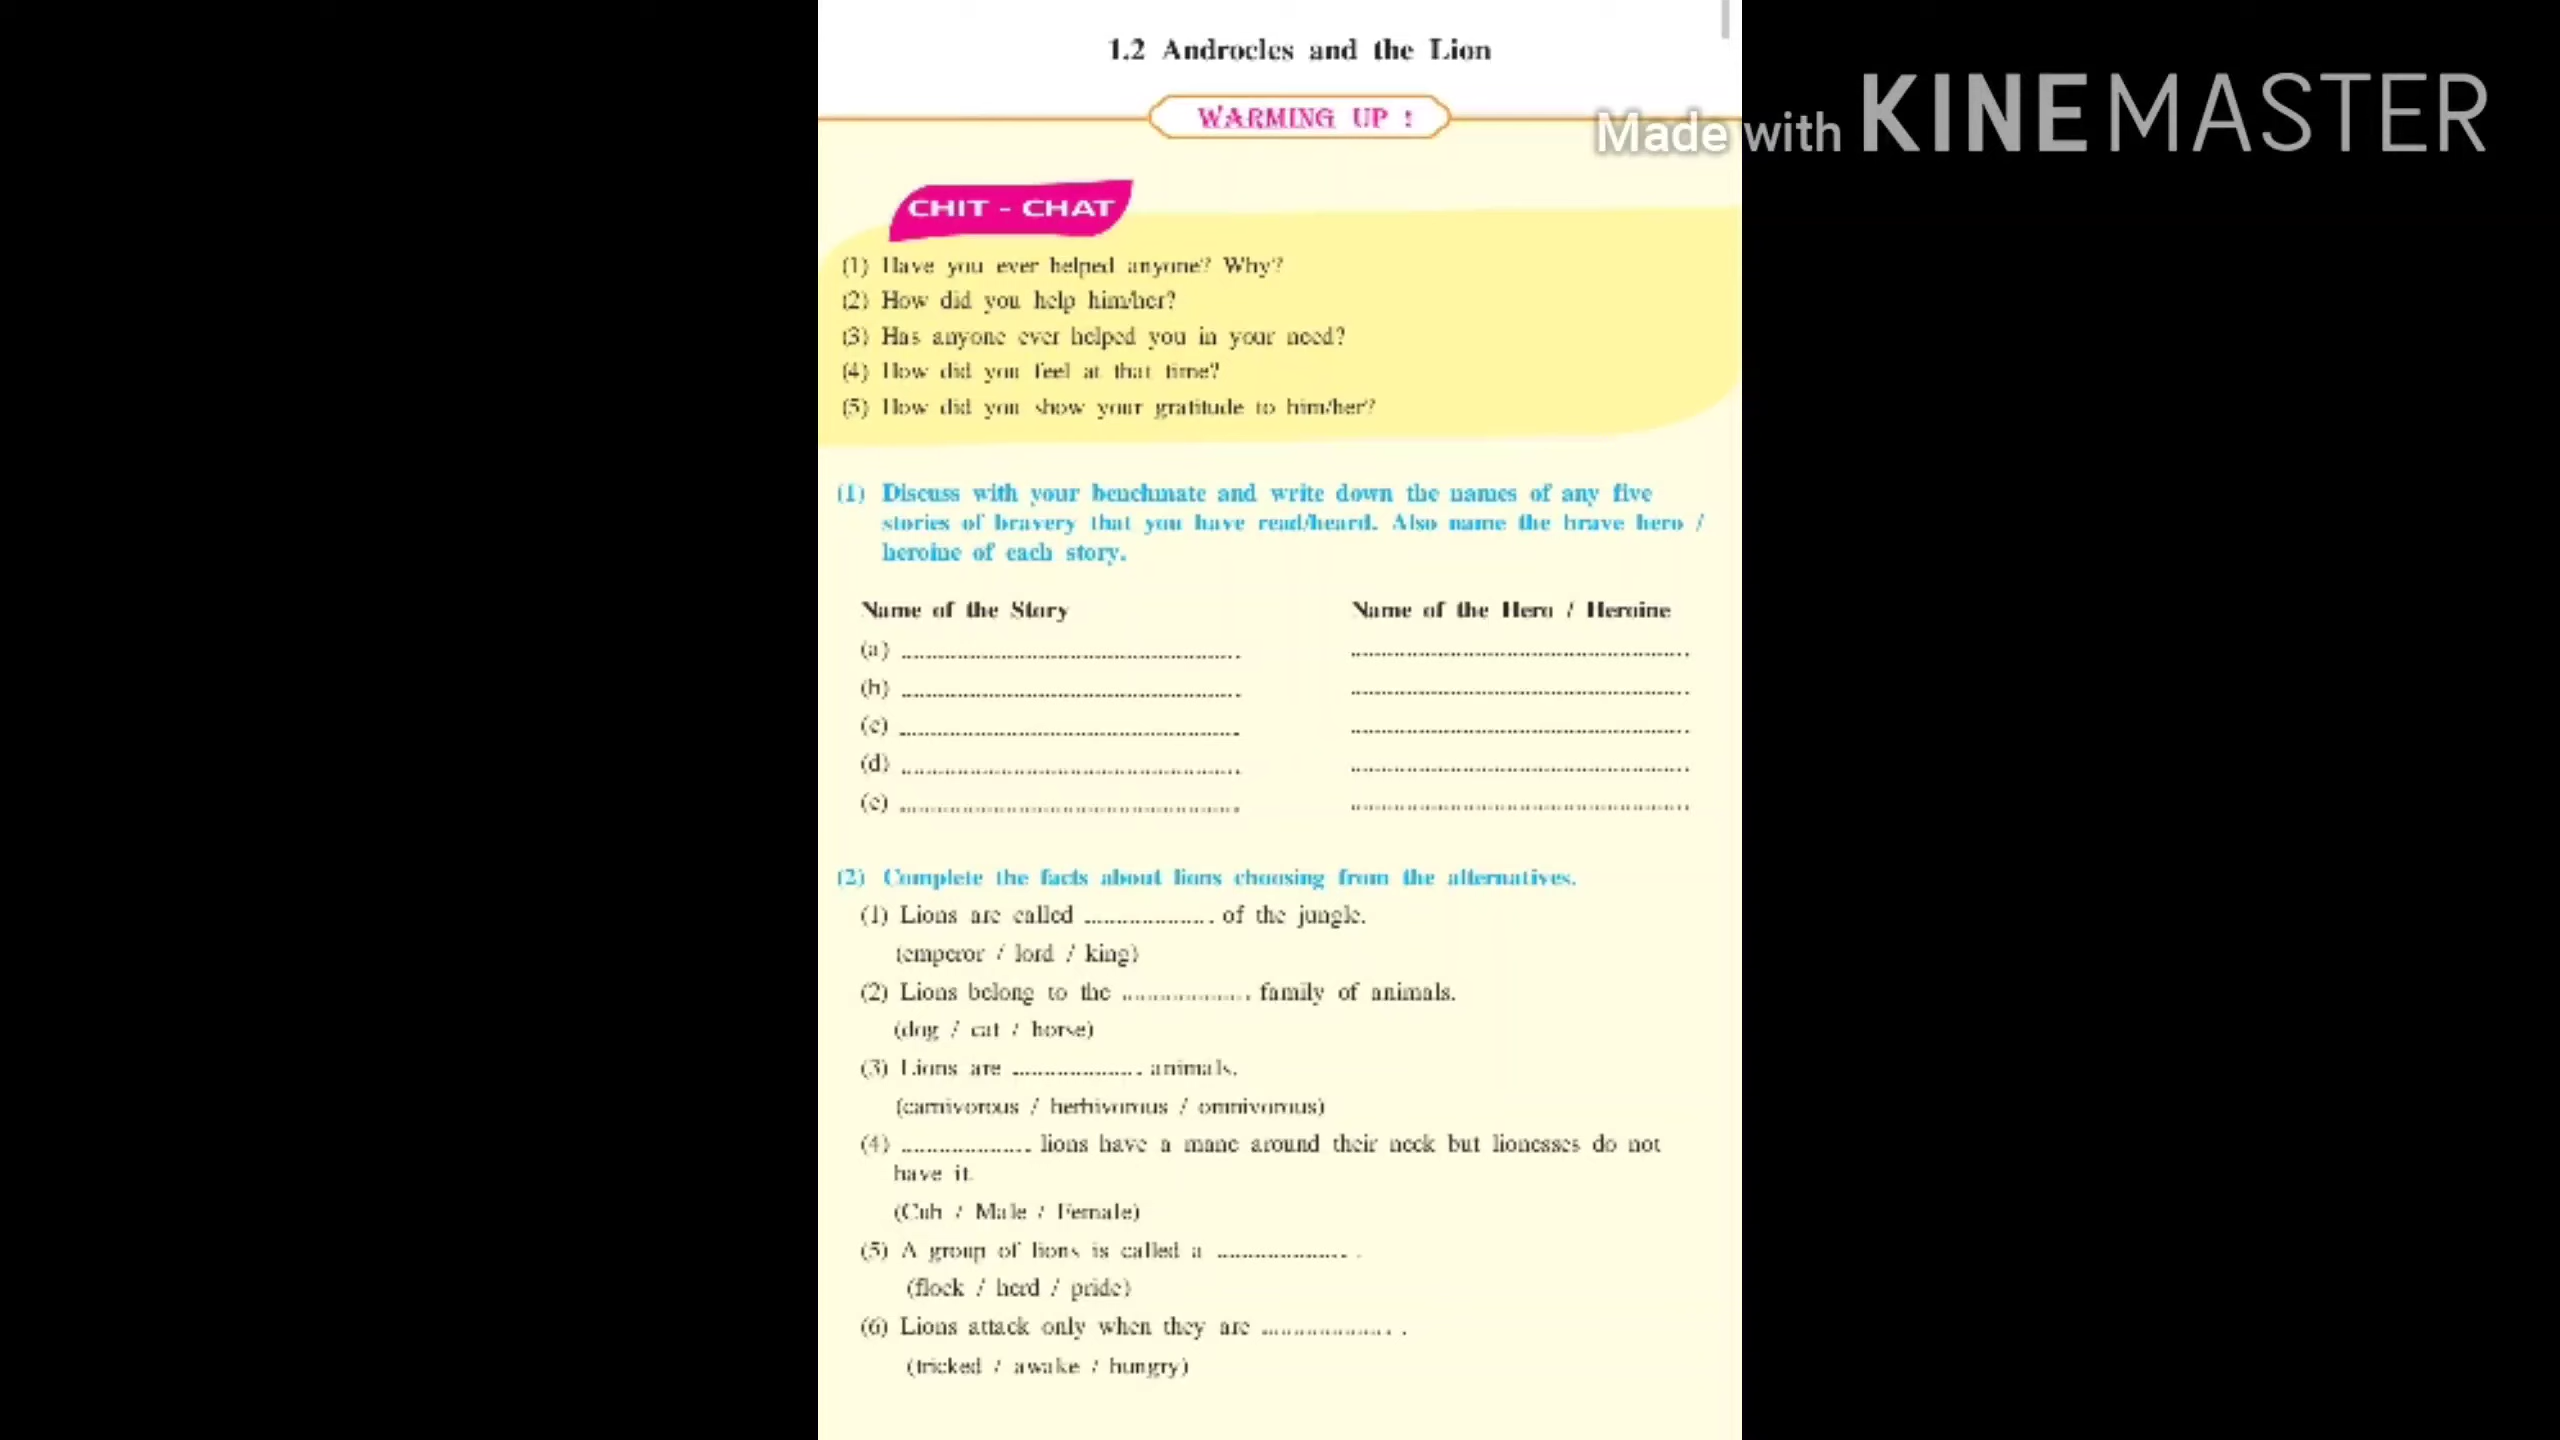 1.2 Androcles and the Lion
WARMING UP !
Made with KINEMASTER
CHIT - CHAT
(1) Have you ever helped anyone? Why?
(2) How did you help him/her?
(3) Has anyone ever helped you in your need?
(4) How did you feel at that time?
(5) How did you show your gratitude to him/her?
(1) Discuss with your benchmate and write down the names of any five
stories of bravery that you have read/heard. Also name the brave hero /
heroine of each story.
Name of the Story Name of the Hero / Heroine
(a) ........................................................ ........................................................
(b) ........................................................ ........................................................
(c) ........................................................ ........................................................
(d) ........................................................ ........................................................
(e) ........................................................ ........................................................
(2) Complete the facts about lions choosing from the alternatives.
(1) Lions are called ..................... of the jungle.
(emperor / lord / king)
(2) Lions belong to the ..................... family of animals.
(dog / cat / horse)
(3) Lions are ..................... animals.
(carnivorous / herbivorous / omnivorous)
(4) ..................... lions have a mane around their neck but lionesses do not
have it.
(Cub / Male / Female)
(5) A group of lions is called a ..................... .
(flock / herd / pride)
(6) Lions attack only when they are ..................... .
(tricked / awake / hungry)